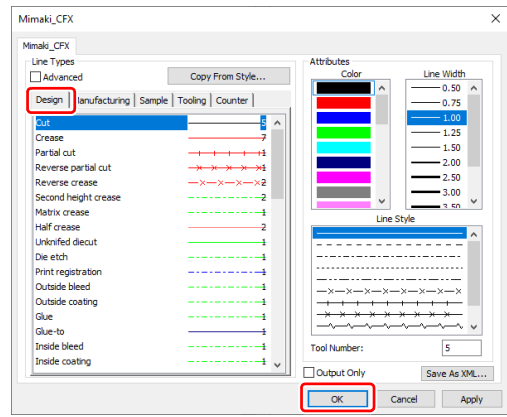 Mimaki_CFX
Mimaki_CFX
Line Types
Advanced
Copy From Style...
Design Manufacturing Sample Tooling Counter
Cut 5
Crease 7
Partial cut 1
Reverse partial cut 1
Reverse crease 2
Second height crease 2
Matrix crease 1
Half crease 2
Unknifed diecut 1
Die etch 1
Print registration 1
Outside bleed 1
Outside coating 1
Glue 1
Glue-to 1
Inside bleed 1
Inside coating 1
Attributes
Color Line Width
0.50
0.75
1.00
1.25
1.50
2.00
2.50
3.00
3.50
Line Style
Tool Number: 5
Output Only
Save As XML...
OK Cancel Apply